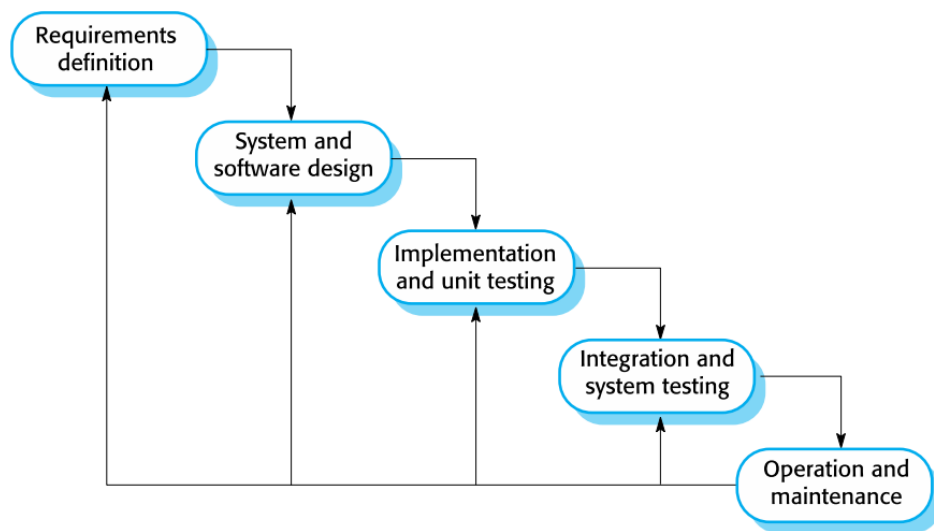 Requirements
definition
System and
software design
Implementation
and unit testing
Integration and
system testing
Operation and
maintenance